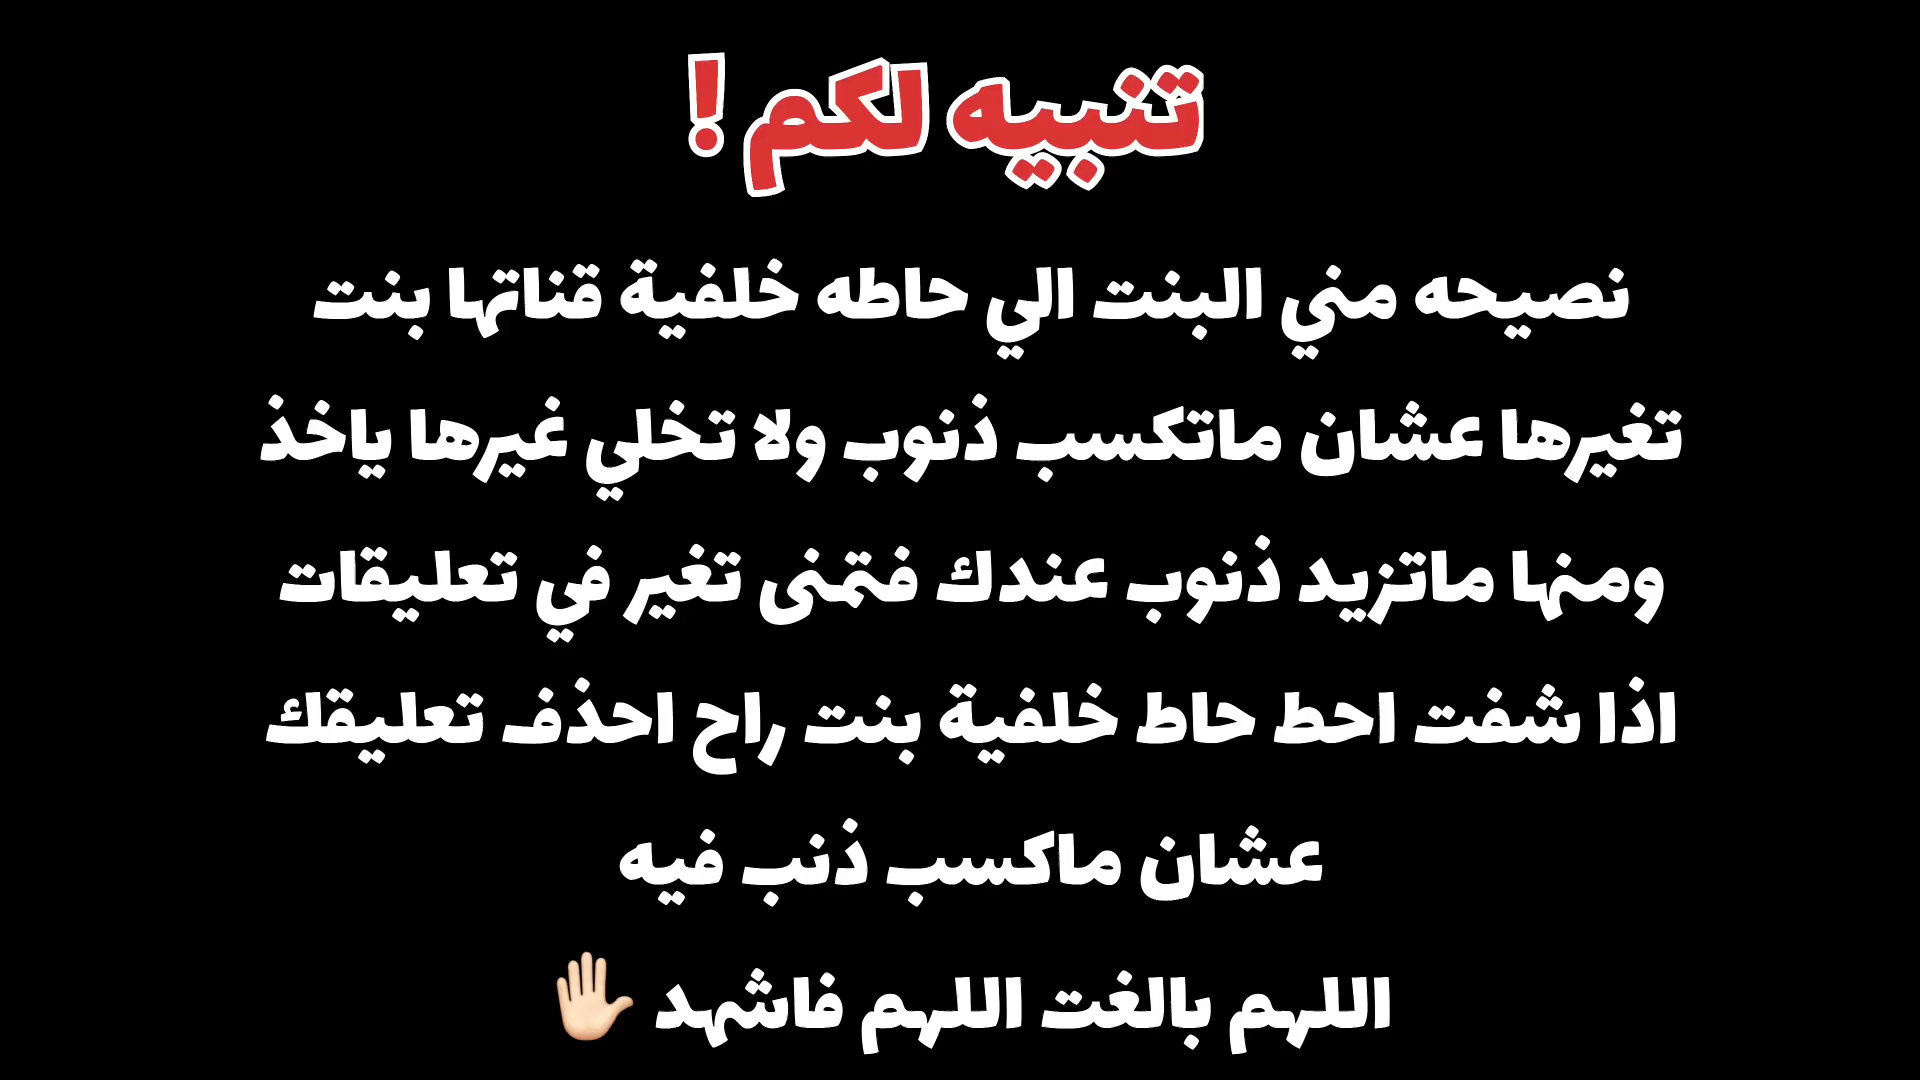 تنبيه لكم !
نصيحه مني البنت الي حاطه خلفية قناتها بنت
تغيرها عشان ماتكسب ذنوب ولا تخلي غيرها ياخذ
ومنها ماتزيد ذنوب عندك فتمنى تغير في تعليقات
اذا شفت احط حاط خلفية بنت راح احذف تعليقك
عشان ماكسب ذنب فيه
اللهم بالغت اللهم فاشهد ✋🏻